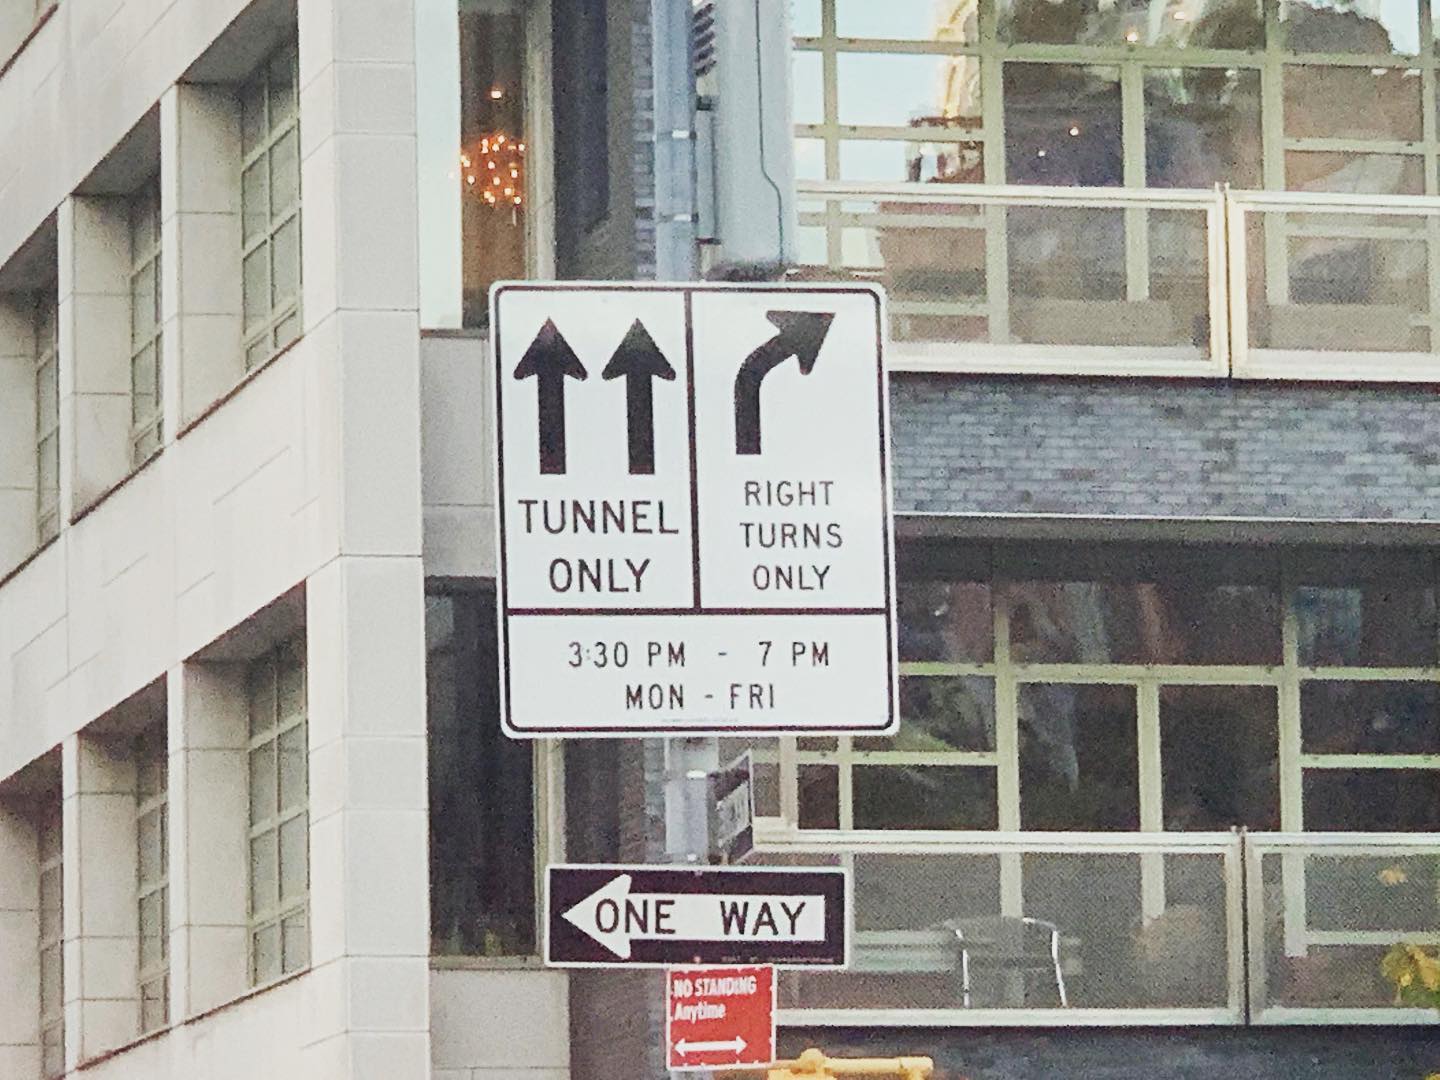 TUNNEL
ONLY
RIGHT
TURNS
ONLY
3:30 PM - 7 PM
MON - FRI
ONE WAY
NO STANDING
Anytime